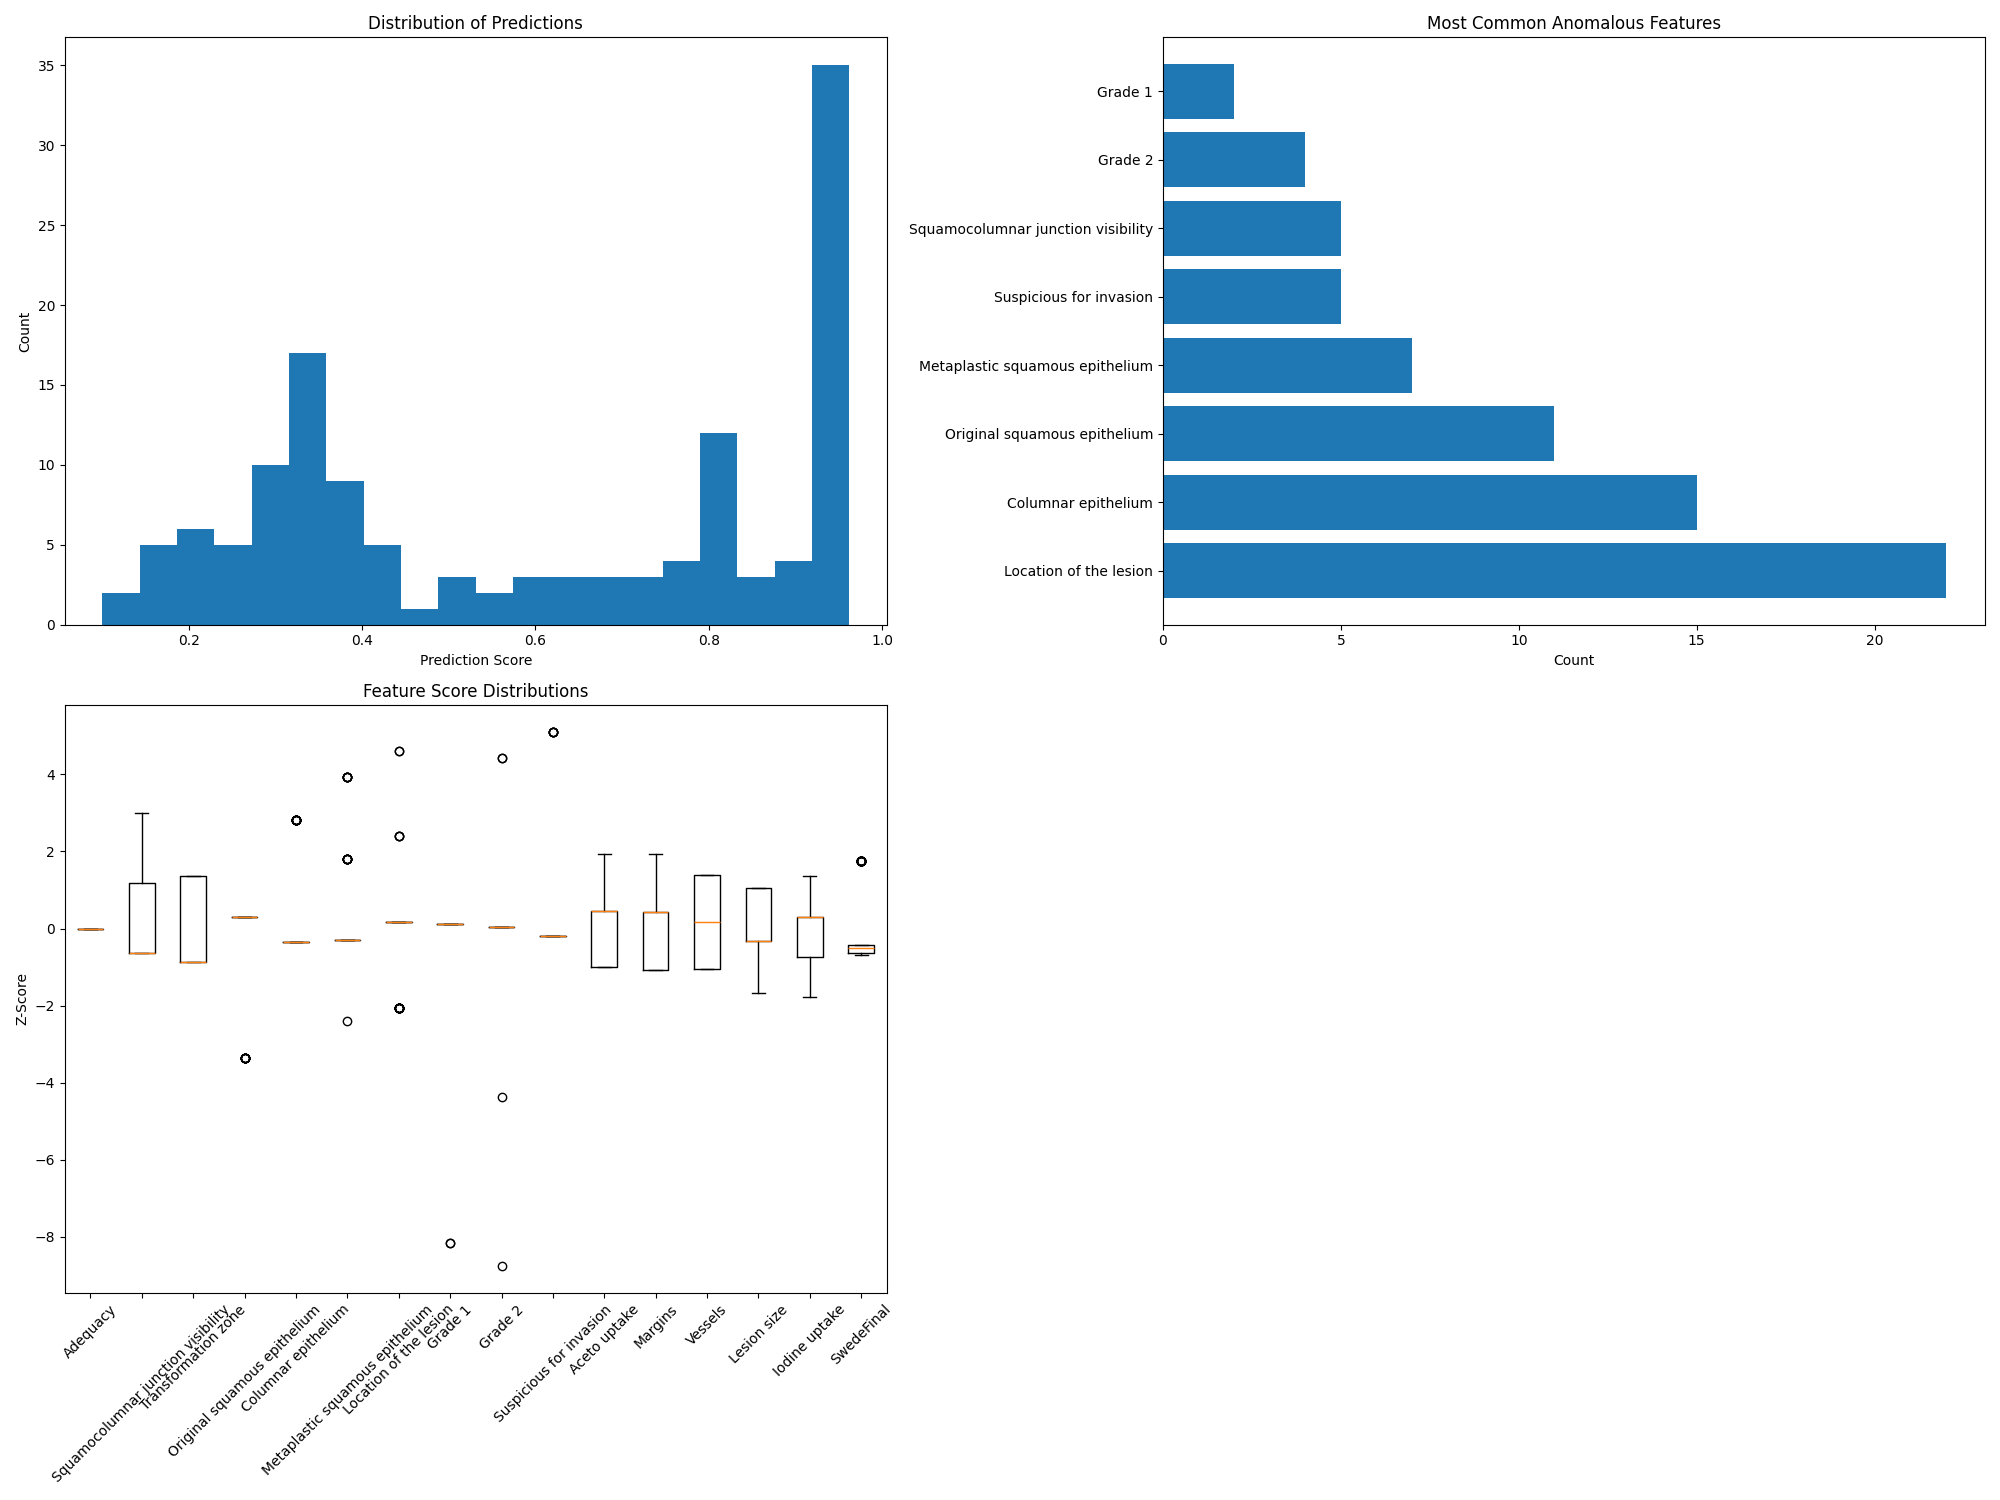 Distribution of Predictions
Count
35
30
25
20
15
10
5
0
0.2 0.4 0.6 0.8 1.0
Prediction Score
Most Common Anomalous Features
Grade 1
Grade 2
Squamocolumnar junction visibility
Suspicious for invasion
Metaplastic squamous epithelium
Original squamous epithelium
Columnar epithelium
Location of the lesion
0 5 10 15 20
Count
Feature Score Distributions
Z-Score
4
2
0
−2
−4
−6
−8
Adequacy
Squamocolumnar junction visibility
Transformation zone
Original squamous epithelium
Columnar epithelium
Metaplastic squamous epithelium
Location of the lesion
Grade 1
Grade 2
Suspicious for invasion
Aceto uptake
Margins
Vessels
Lesion size
Iodine uptake
SwedeFinal